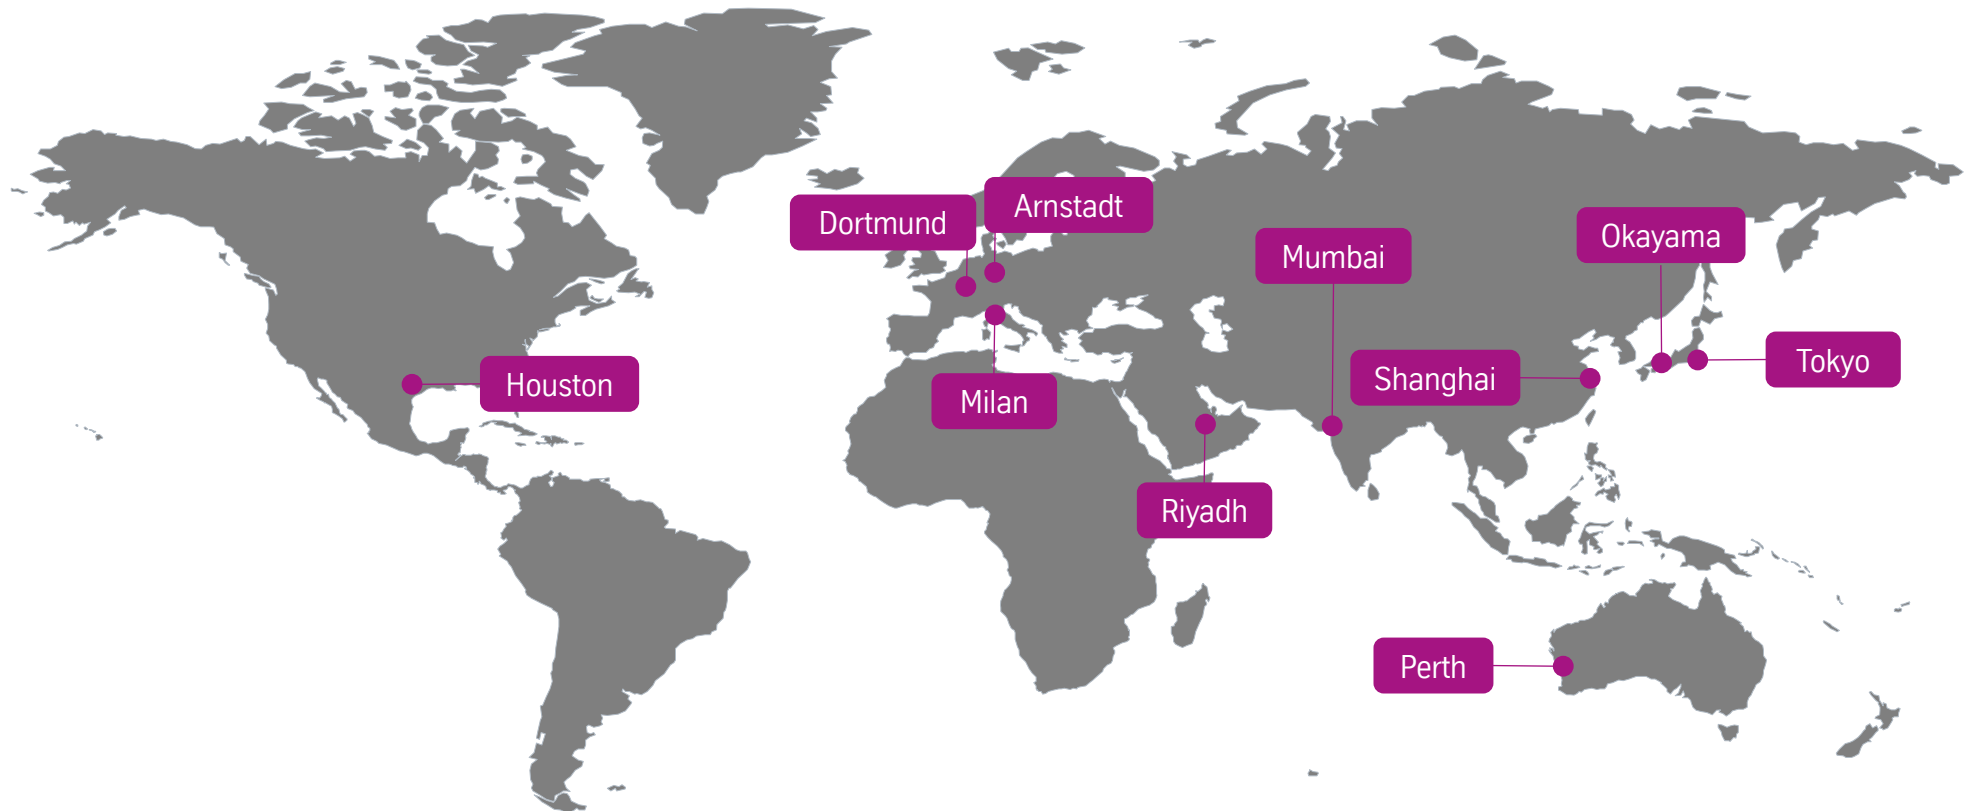 Arnstadt
Dortmund
Okayama
Mumbai
Tokyo
Shanghai
Houston
Milan
Riyadh
Perth